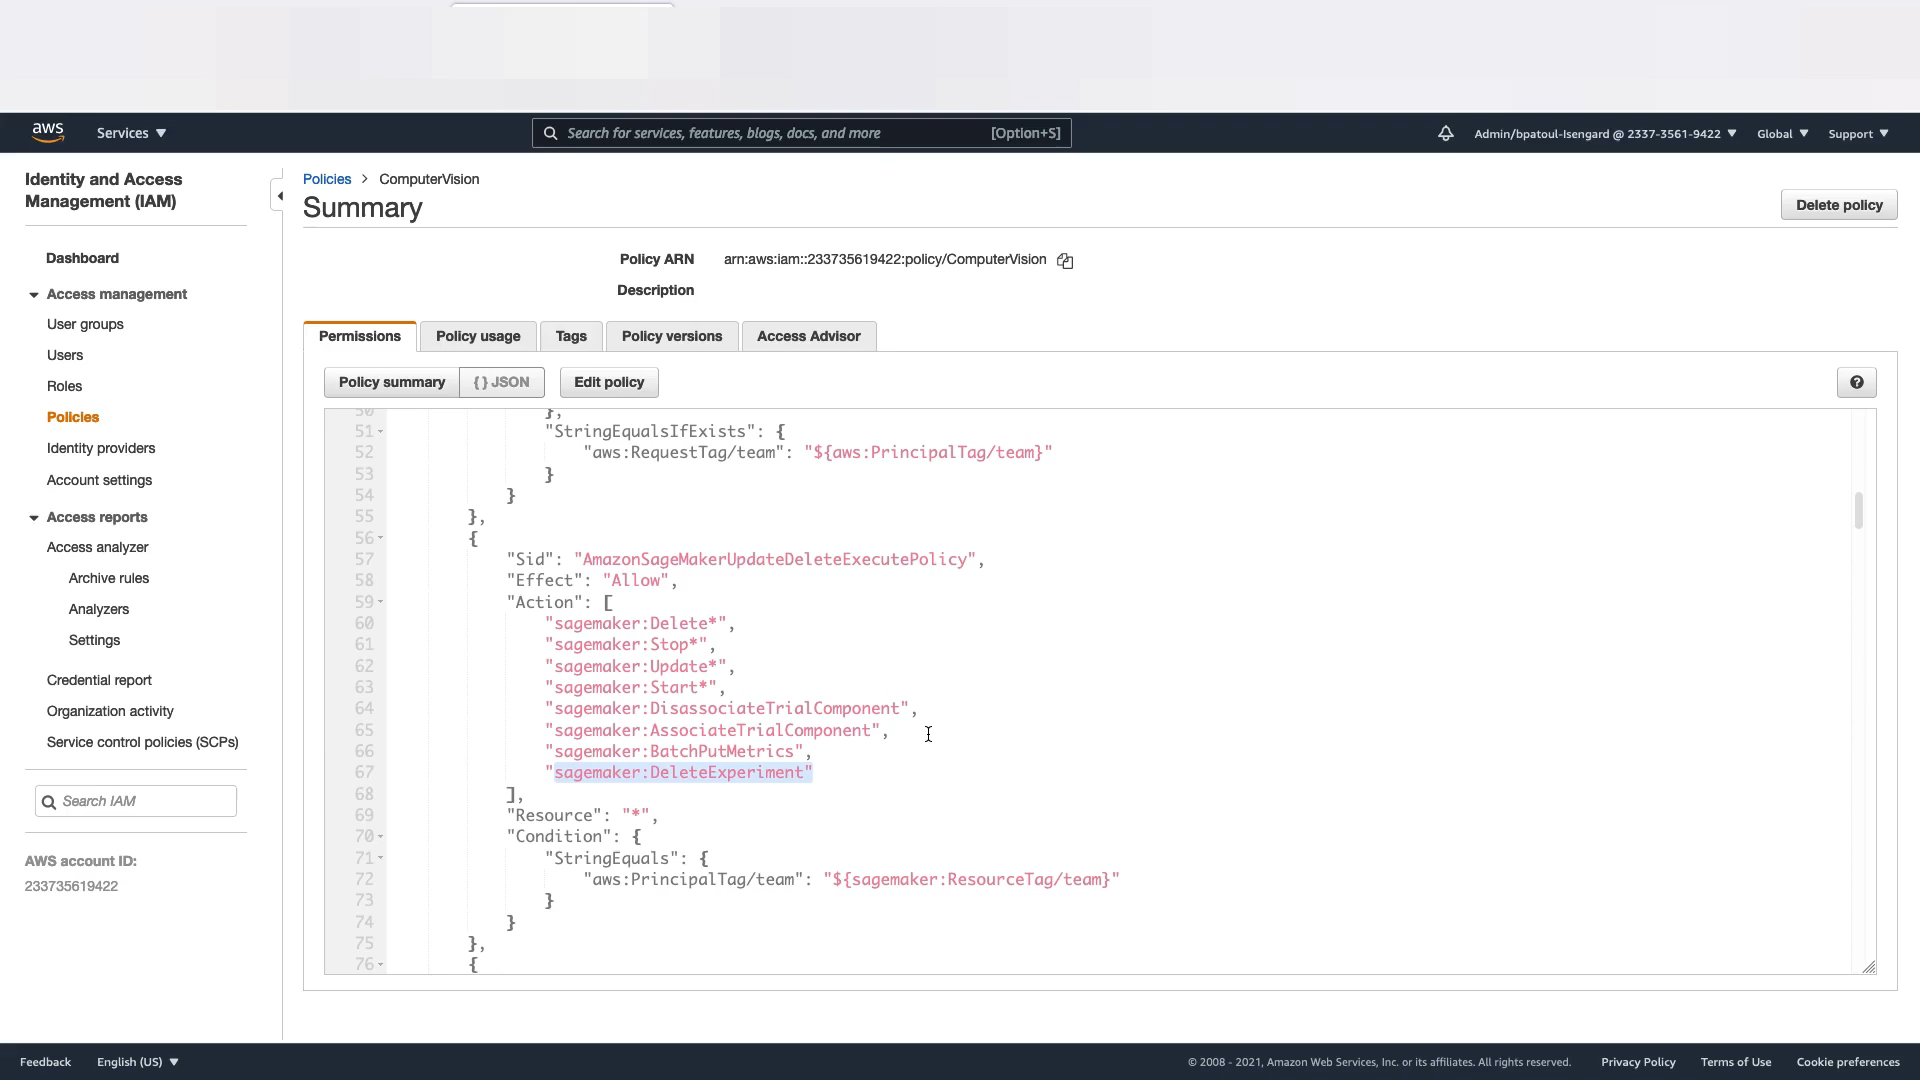 aws
Services
Search for services, features, blogs, docs, and more
[Option+S]
Admin/bpatoul-Isengard @ 2337-3561-9422
Global
Support
Identity and Access
Management (IAM)
Dashboard
Access management
User groups
Users
Roles
Policies
Identity providers
Account settings
Access reports
Access analyzer
Archive rules
Analyzers
Settings
Credential report
Organization activity
Service control policies (SCPs)
Search IAM
AWS account ID:
233735619422
Policies > ComputerVision
Summary
Delete policy
Policy ARN arn:aws:iam::233735619422:policy/ComputerVision
Description
Permissions
Policy usage
Tags
Policy versions
Access Advisor
Policy summary
{ } JSON
Edit policy
?
50 },
51 "StringEqualsIfExists": {
52 "aws:RequestTag/team": "${aws:PrincipalTag/team}"
53 }
54 }
55 },
56 {
57 "Sid": "AmazonSageMakerUpdateDeleteExecutePolicy",
58 "Effect": "Allow",
59 "Action": [
60 "sagemaker:Delete*",
61 "sagemaker:Stop*",
62 "sagemaker:Update*",
63 "sagemaker:Start*",
64 "sagemaker:DisassociateTrialComponent",
65 "sagemaker:AssociateTrialComponent",
66 "sagemaker:BatchPutMetrics",
67 "sagemaker:DeleteExperiment"
68 ],
69 "Resource": "*",
70 "Condition": {
71 "StringEquals": {
72 "aws:PrincipalTag/team": "${sagemaker:ResourceTag/team}"
73 }
74 }
75 },
76 {
Feedback
English (US)
© 2008 - 2021, Amazon Web Services, Inc. or its affiliates. All rights reserved.
Privacy Policy
Terms of Use
Cookie preferences